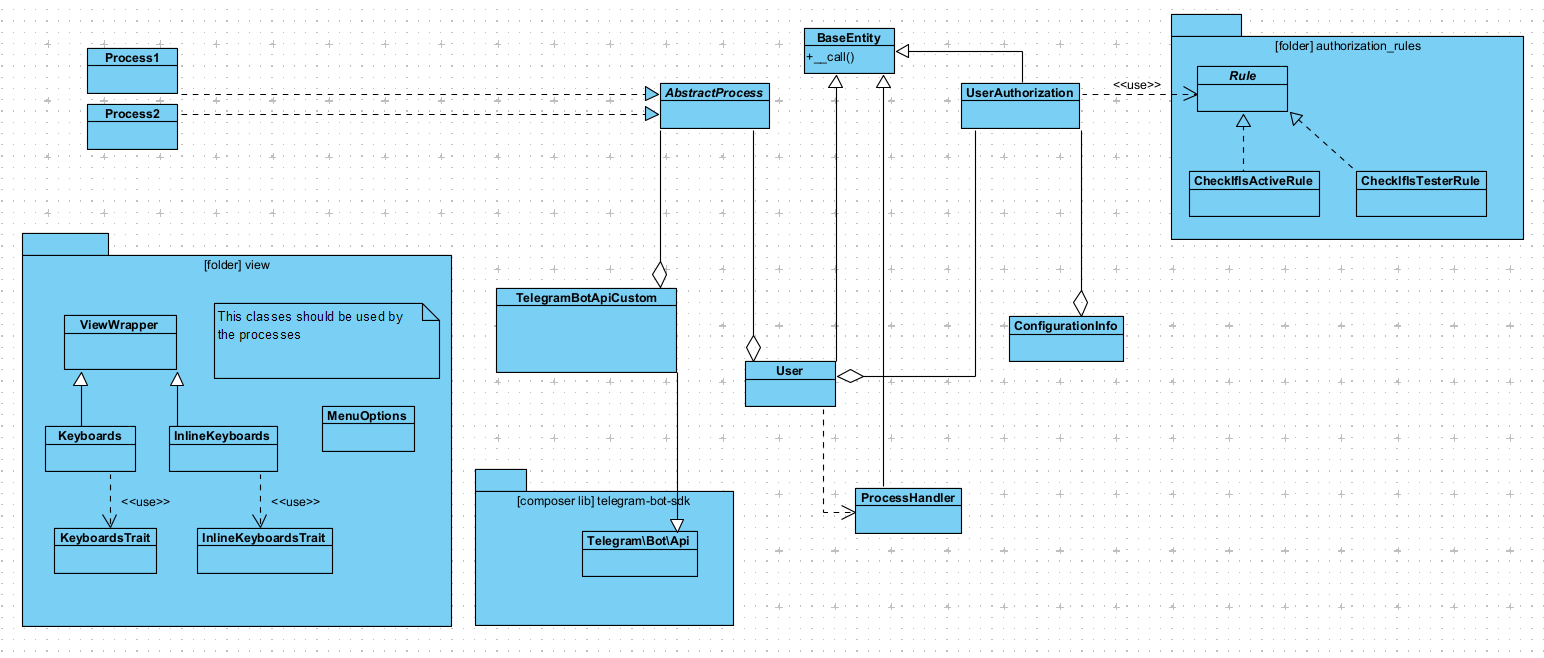 Process1
Process2
AbstractProcess
BaseEntity
+__call()
UserAuthorization
<<use>>
[folder] authorization_rules
Rule
CheckIfIsActiveRule
CheckIfIsTesterRule
[folder] view
ViewWrapper
This classes should be used by
the processes
MenuOptions
Keyboards
InlineKeyboards
<<use>>
<<use>>
KeyboardsTrait
InlineKeyboardsTrait
TelegramBotApiCustom
User
ConfigurationInfo
[composer lib] telegram-bot-sdk
Telegram\Bot\Api
ProcessHandler